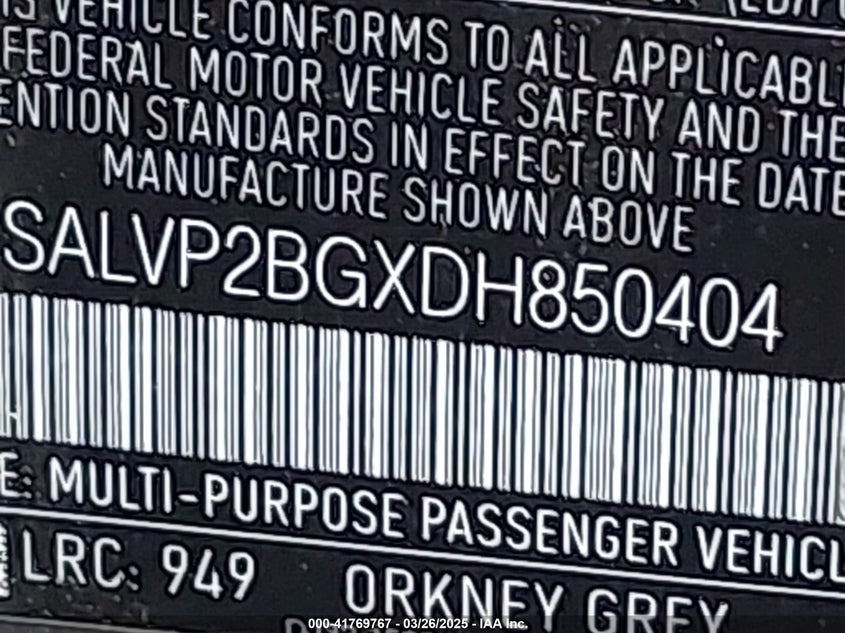 VEHICLE CONFORMS TO ALL APPLICABL
FEDERAL MOTOR VEHICLE SAFETY AND THE
ENTION STANDARDS IN EFFECT ON THE DATE
MANUFACTURE SHOWN ABOVE
SALVP2BGXDH850404
E: MULTI-PURPOSE PASSENGER VEHICL
LRC: 949
ORKNEY GREY
000-41769767 - 03/26/2025 - IAA, Inc.